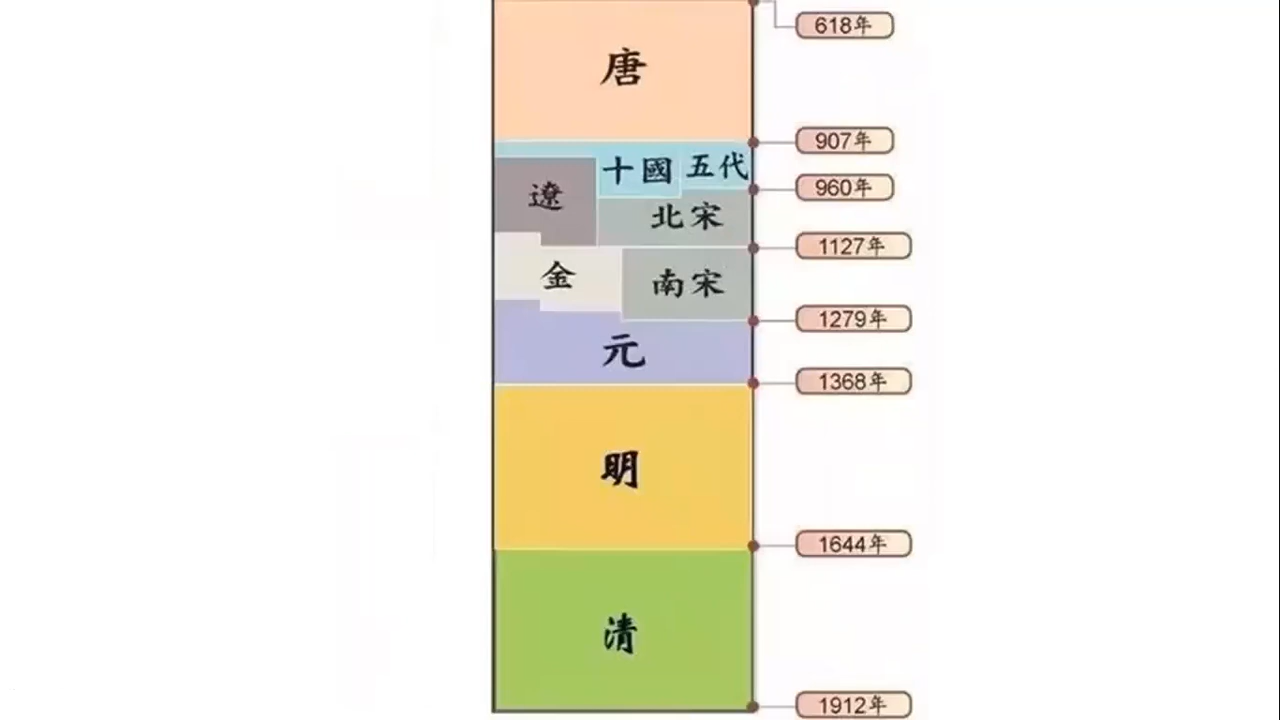 618年
唐
907年
十國 五代
遼
960年
北宋
1127年
金
南宋
1279年
元
1368年
明
1644年
清
1912年